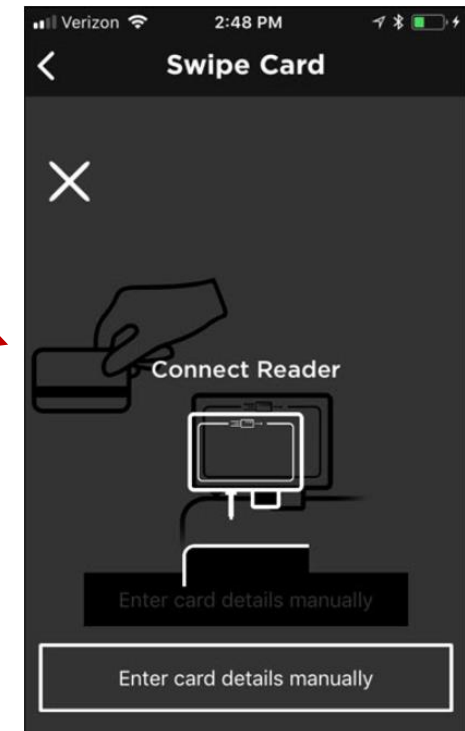 Verizon 2:48 PM
Swipe Card
Connect Reader
Enter card details manually
Enter card details manually